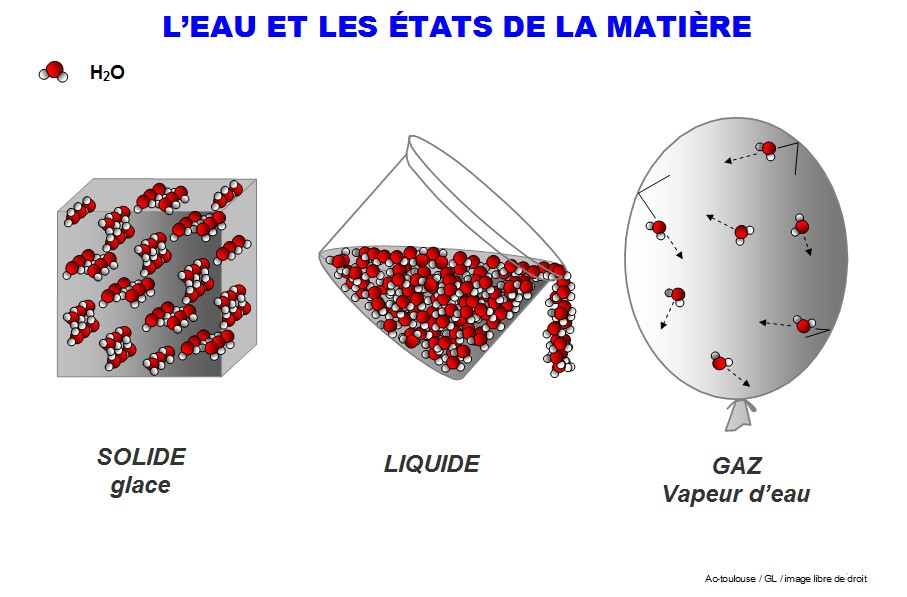 L'EAU ET LES ÉTATS DE LA MATIÈRE
H₂O
SOLIDE
glace
LIQUIDE
GAZ
Vapeur d'eau
Ac-toulouse / GL / image libre de droit